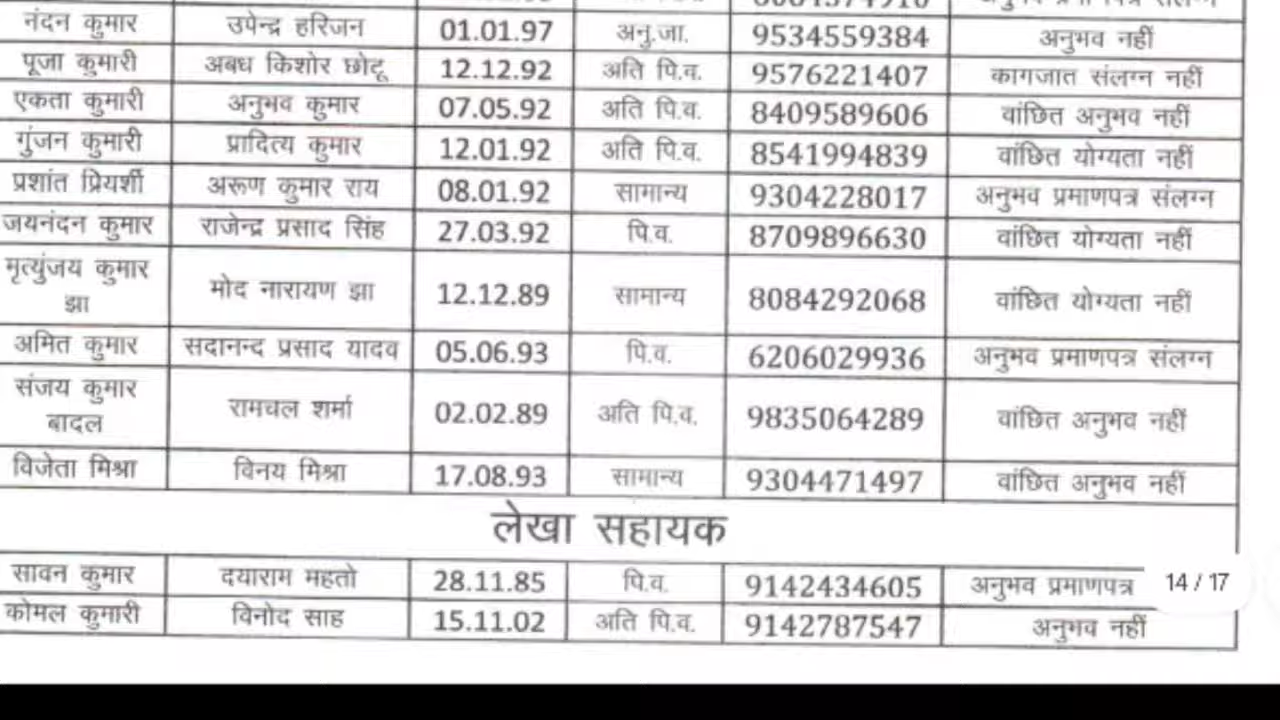 नंदन कुमार उपेन्द्र हरिजन 01.01.97 अनु.जा. 9534559384 अनुभव नहीं
पूजा कुमारी अबध किशोर छोटू 12.12.92 अति पि.व. 9576221407 कागजात संलग्न नहीं
एकता कुमारी अनुभव कुमार 07.05.92 अति पि.व. 8409589606 वांछित अनुभव नहीं
गुंजन कुमारी प्रादित्य कुमार 12.01.92 अति पि.व. 8541994839 वांछित योग्यता नहीं
प्रशांत प्रियर्शी अरूण कुमार राय 08.01.92 सामान्य 9304228017 अनुभव प्रमाणपत्र संलग्न
जयनंदन कुमार राजेन्द्र प्रसाद सिंह 27.03.92 पि.व. 8709896630 वांछित योग्यता नहीं
मृत्युंजय कुमार
झा मोद नारायण झा 12.12.89 सामान्य 8084292068 वांछित योग्यता नहीं
अमित कुमार सदानन्द प्रसाद यादव 05.06.93 पि.व. 6206029936 अनुभव प्रमाणपत्र संलग्न
संजय कुमार
बादल रामचल शर्मा 02.02.89 अति पि.व. 9835064289 वांछित अनुभव नहीं
विजेता मिश्रा विनय मिश्रा 17.08.93 सामान्य 9304471497 वांछित अनुभव नहीं
लेखा सहायक
सावन कुमार दयाराम महतो 28.11.85 पि.व. 9142434605 अनुभव प्रमाणपत्र
14 / 17
कोमल कुमारी विनोद साह 15.11.02 अति पि.व. 9142787547 अनुभव नहीं